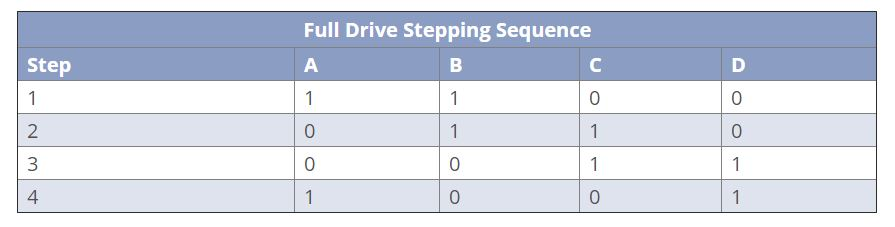 Full Drive Stepping Sequence
Step A B C D
1 1 1 0 0
2 0 1 1 0
3 0 0 1 1
4 1 0 0 1